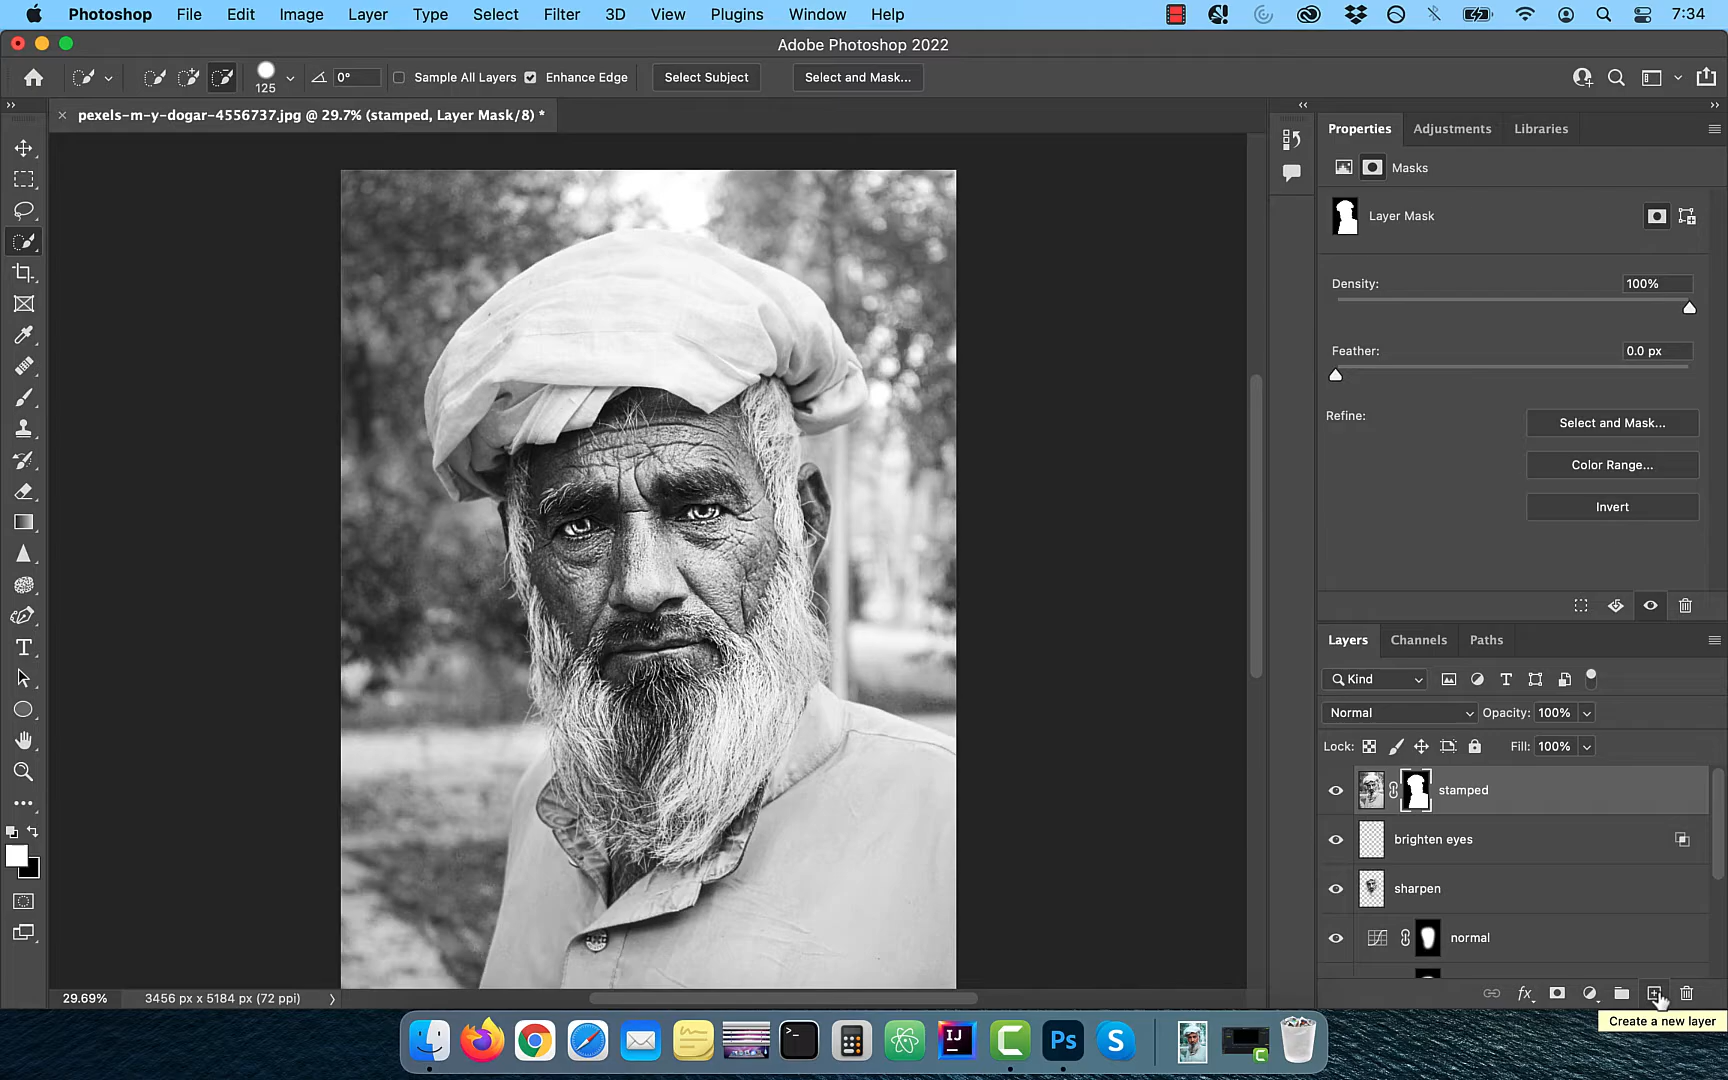 Photoshop File Edit Image Layer Type Select Filter 3D View Plugins Window Help 7:34
Adobe Photoshop 2022
125 0° Sample All Layers Enhance Edge Select Subject Select and Mask...
pexels-m-y-dogar-4556737.jpg @ 29.7% (stamped, Layer Mask/8) *
Properties Adjustments Libraries
Masks
Layer Mask
Density: 100%
Feather: 0.0 px
Refine: Select and Mask...
Color Range...
Invert
Layers Channels Paths
Kind
Normal Opacity: 100%
Lock: Fill: 100%
stamped
brighten eyes
sharpen
normal
fx
29.69% 3456 px x 5184 px (72 ppi)
Create a new layer
>_ IJ C Ps S